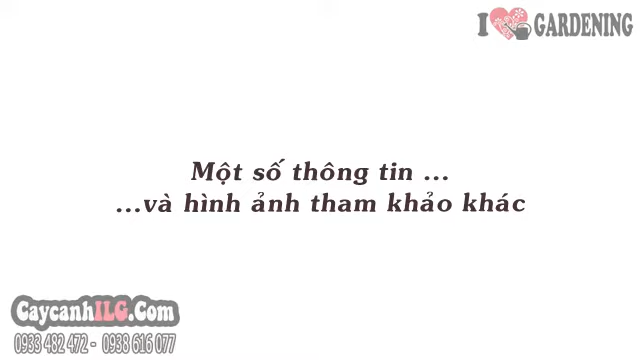 I GARDENING
Một số thông tin ...
...và hình ảnh tham khảo khác
CaycanhILG.Com
0933 482 472 - 0938 616 077